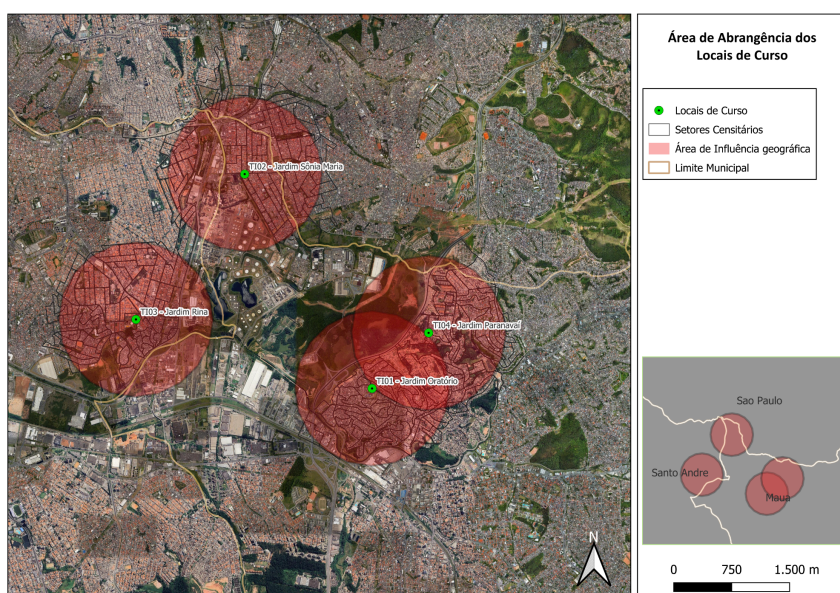 Área de Abrangência dos
Locais de Curso
Locais de Curso
Setores Censitários
Área de Influência geográfica
Limite Municipal
TI02 - Jardim Sônia Maria
TI03 - Jardim Rina
TI04 - Jardim Paranavaí
TI01 - Jardim Oratório
N
Sao Paulo
Santo Andre
Maua
0 750 1.500 m